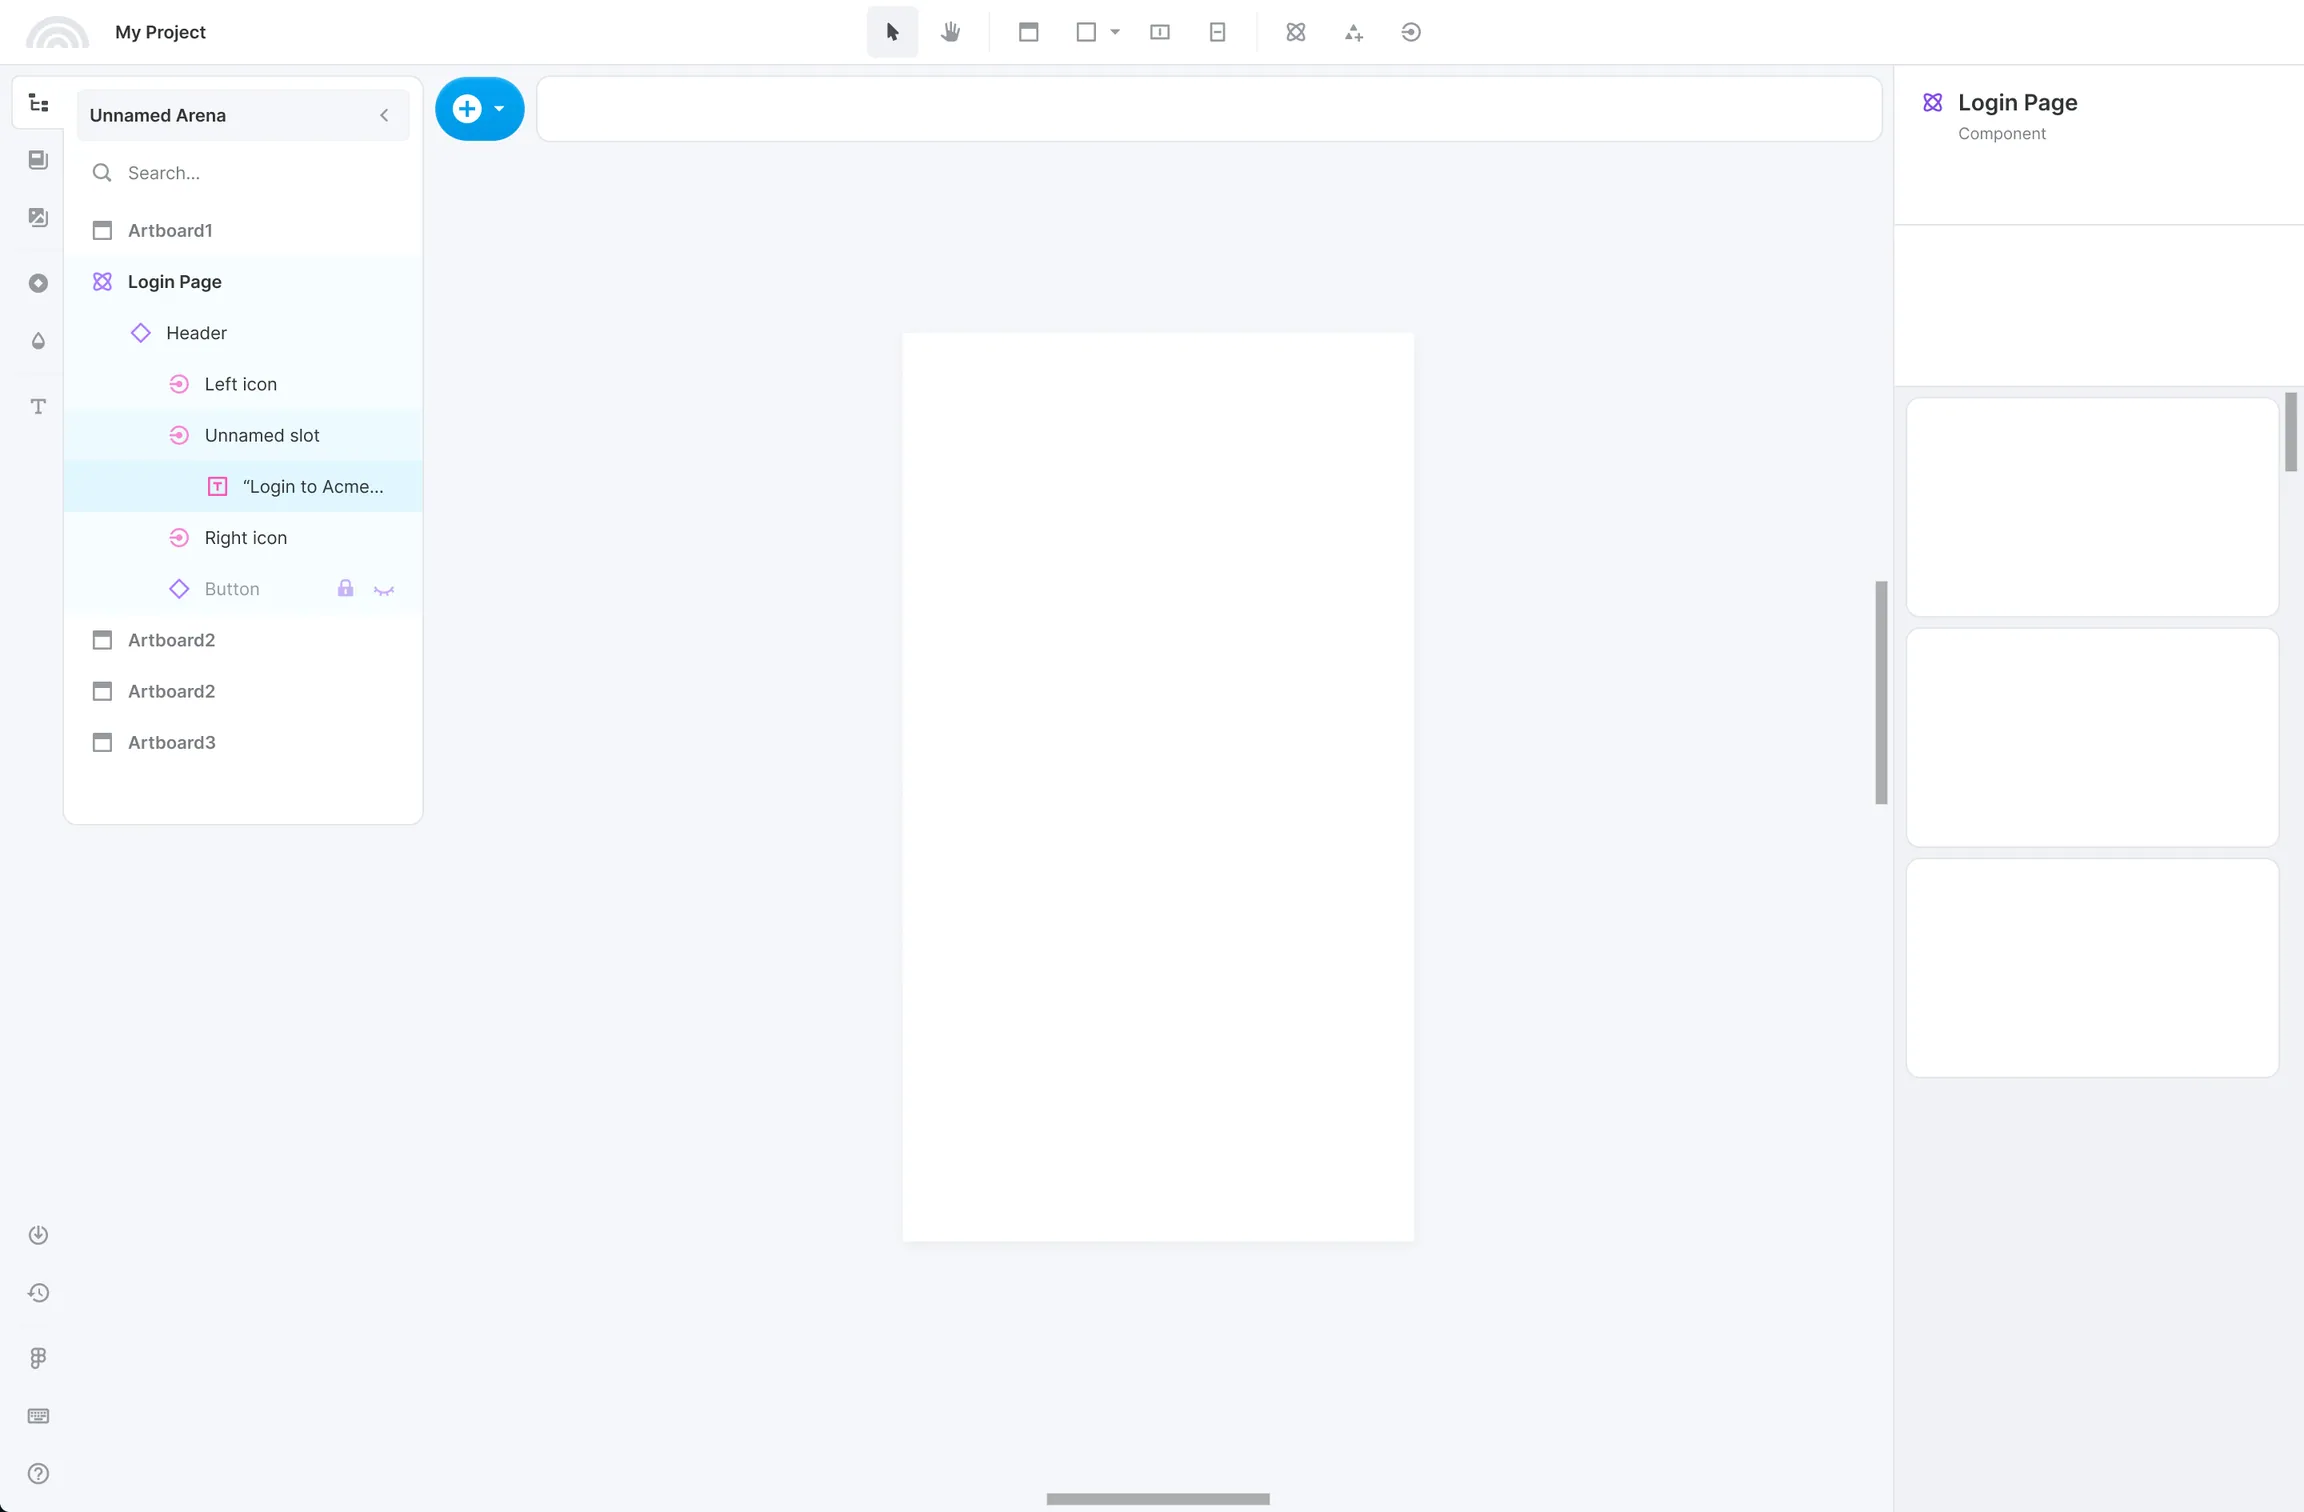 My Project
Unnamed Arena
Search...
Artboard1
Login Page
Header
Left icon
Unnamed slot
“Login to Acme...
Right icon
Button
Artboard2
Artboard2
Artboard3
Login Page
Component